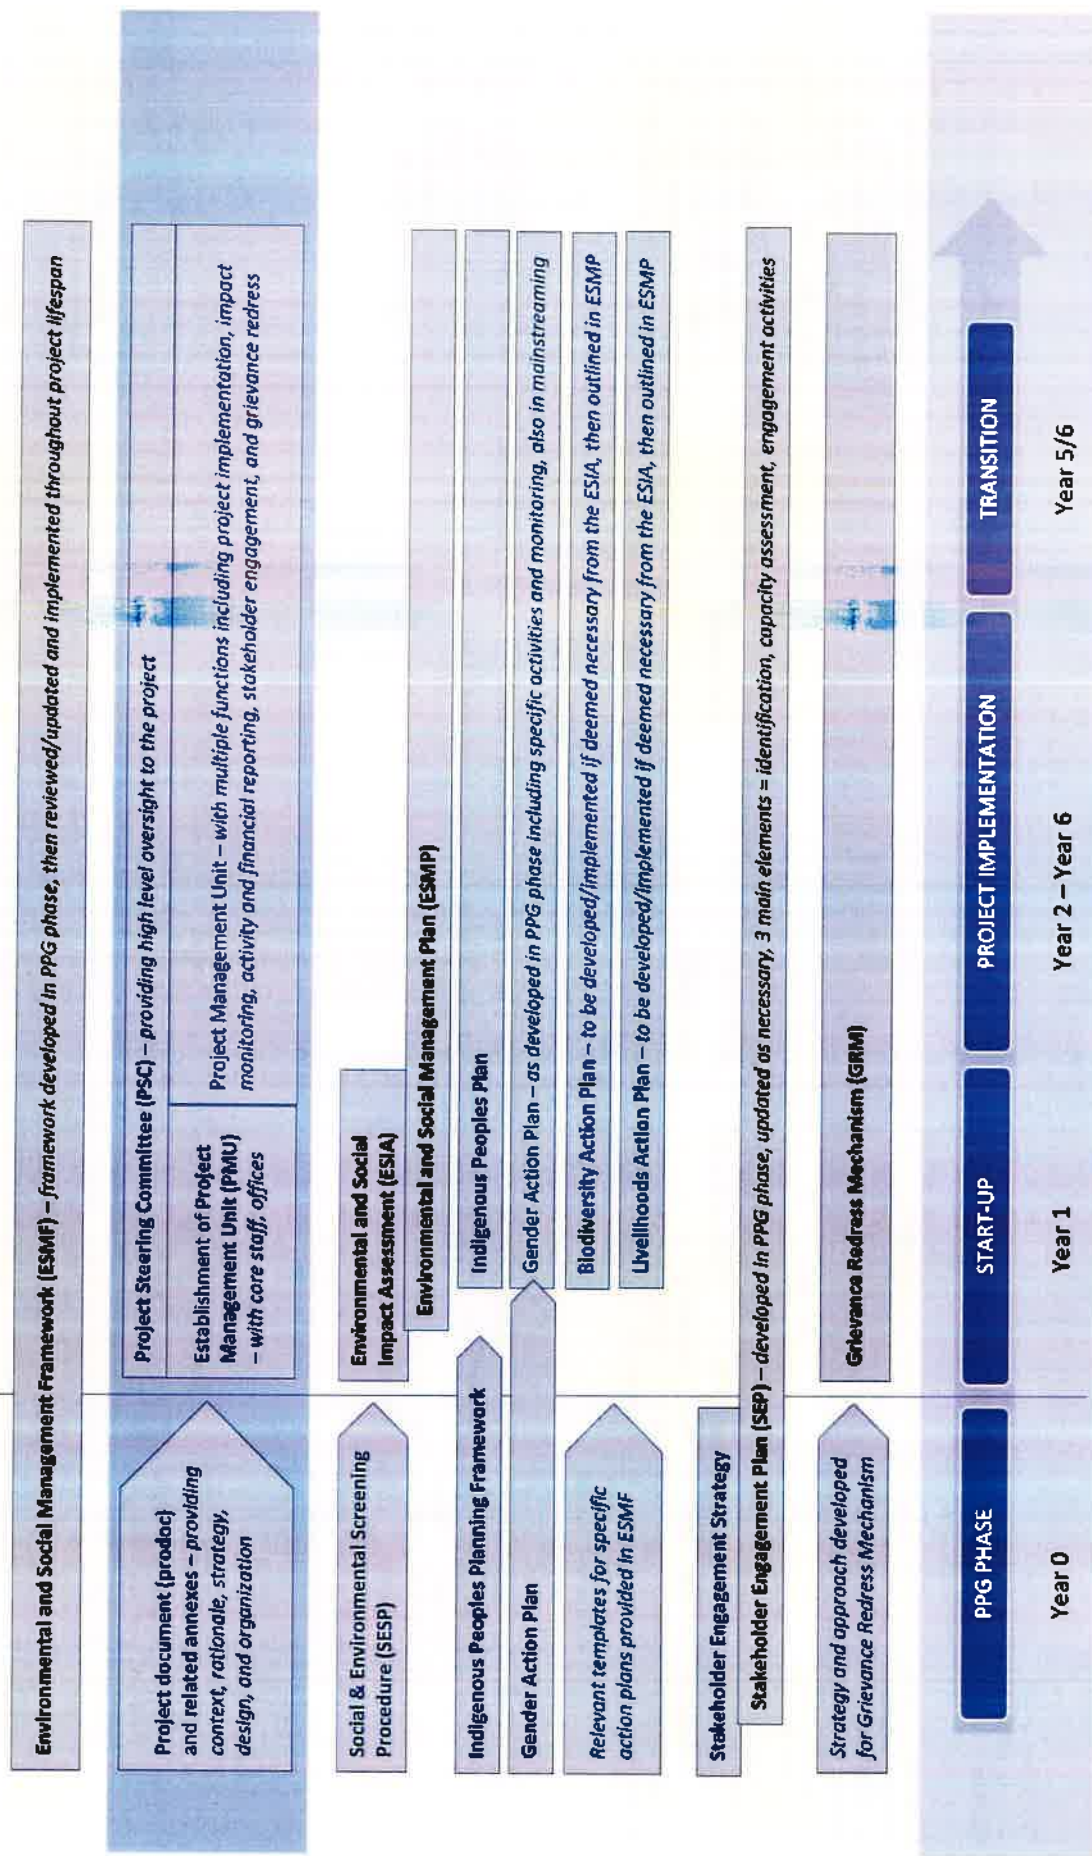 Environmental and Social Management Framework (ESMF) – framework developed in PPG phase, then reviewed/updated and implemented throughout project lifespan
Project document (prodoc)
and related annexes – providing
context, rationale, strategy,
design, and organization
Project Steering Committee (PSC) – providing high level oversight to the project
Establishment of Project
Management Unit (PMU)
– with core staff, offices
Project Management Unit – with multiple functions including project implementation, impact
monitoring, activity and financial reporting, stakeholder engagement, and grievance redress
Social & Environmental Screening
Procedure (SESP)
Environmental and Social
Impact Assessment (ESIA)
Environmental and Social Management Plan (ESMP)
Indigenous Peoples Planning Framework
Indigenous Peoples Plan
Gender Action Plan
Gender Action Plan – as developed in PPG phase including specific activities and monitoring, also in mainstreaming
Relevant templates for specific
action plans provided in ESMF
Biodiversity Action Plan – to be developed/implemented if deemed necessary from the ESIA, then outlined in ESMP
Livelihoods Action Plan – to be developed/implemented if deemed necessary from the ESIA, then outlined in ESMP
Stakeholder Engagement Strategy
Stakeholder Engagement Plan (SEP) – developed in PPG phase, updated as necessary, 3 main elements = identification, capacity assessment, engagement activities
Strategy and approach developed
for Grievance Redress Mechanism
Grievance Redress Mechanism (GRM)
PPG PHASE
START-UP
PROJECT IMPLEMENTATION
TRANSITION
Year 0
Year 1
Year 2 – Year 6
Year 5/6